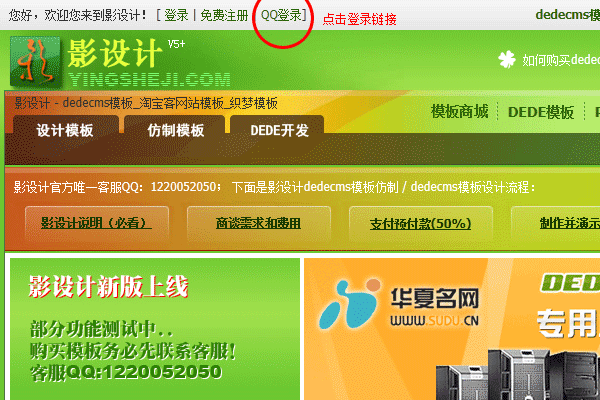 您好，欢迎您来到影设计！ [ 登录 | 免费注册 QQ登录]
点击登录链接
dedecms模
影设计 V5+
YINGSHEJI.COM
如何购买dede
影设计 - dedecms模板_淘宝客网站模板_织梦模板
模板商城 DEDE模板
设计模板 仿制模板 DEDE开发
影设计官方唯一客服QQ：1220052050； 下面是影设计dedecms模板仿制 / dedecms模板设计流程：
影设计说明（必看） 商谈需求和费用 支付预付款(50%) 制作并演示
影设计新版上线
部分功能测试中..
购买模板务必先联系客服！
客服QQ:1220052050
华夏名网
WWW.SUDU.CN
DED
专用